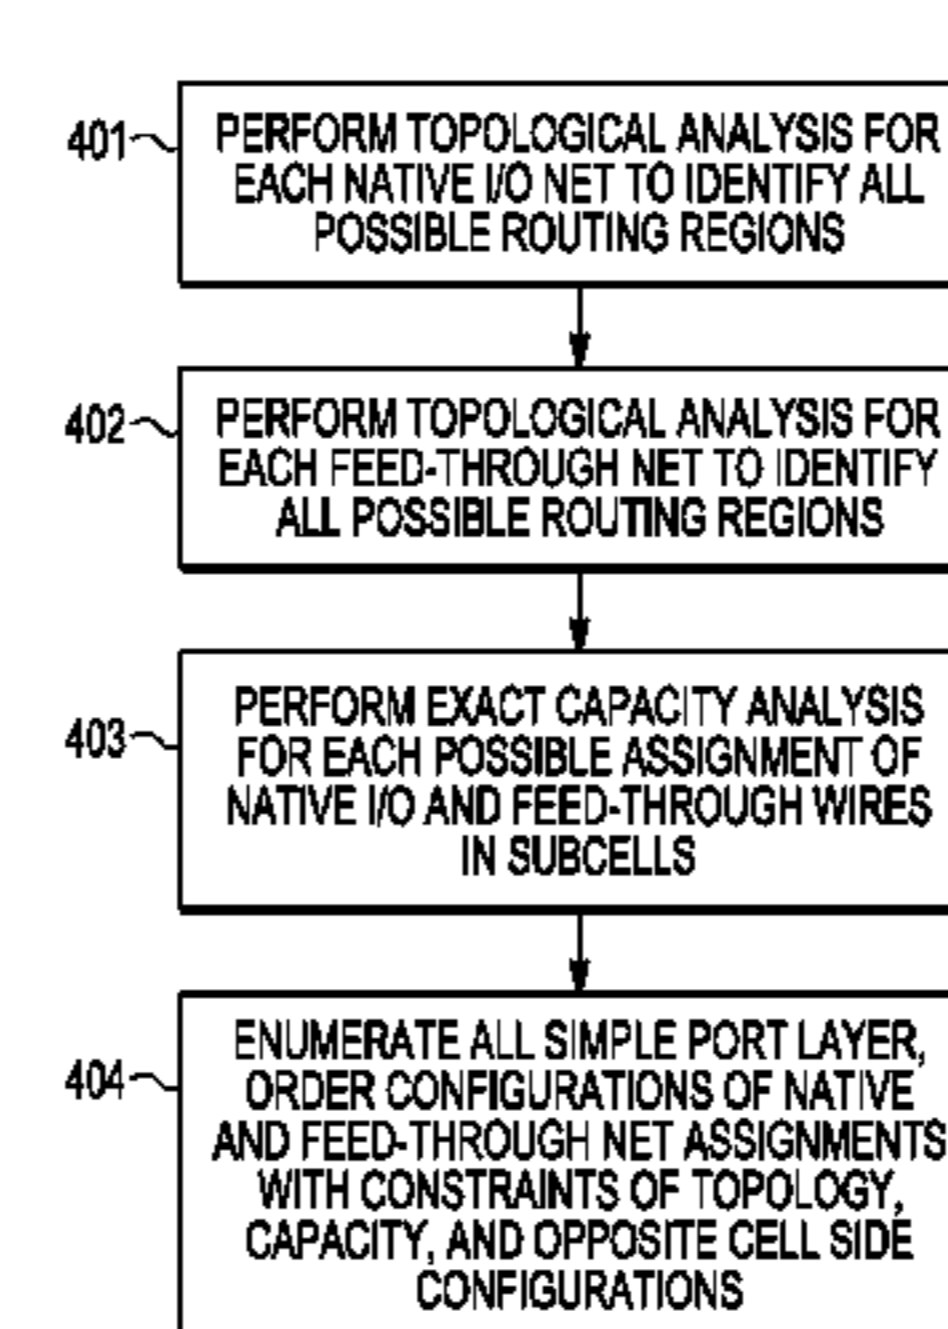 401
PERFORM TOPOLOGICAL ANALYSIS FOR
EACH NATIVE I/O NET TO IDENTIFY ALL
POSSIBLE ROUTING REGIONS
402
PERFORM TOPOLOGICAL ANALYSIS FOR
EACH FEED-THROUGH NET TO IDENTIFY
ALL POSSIBLE ROUTING REGIONS
403
PERFORM EXACT CAPACITY ANALYSIS
FOR EACH POSSIBLE ASSIGNMENT OF
NATIVE I/O AND FEED-THROUGH WIRES
IN SUBCELLS
404
ENUMERATE ALL SIMPLE PORT LAYER,
ORDER CONFIGURATIONS OF NATIVE
AND FEED-THROUGH NET ASSIGNMENTS
WITH CONSTRAINTS OF TOPOLOGY,
CAPACITY, AND OPPOSITE CELL SIDE
CONFIGURATIONS